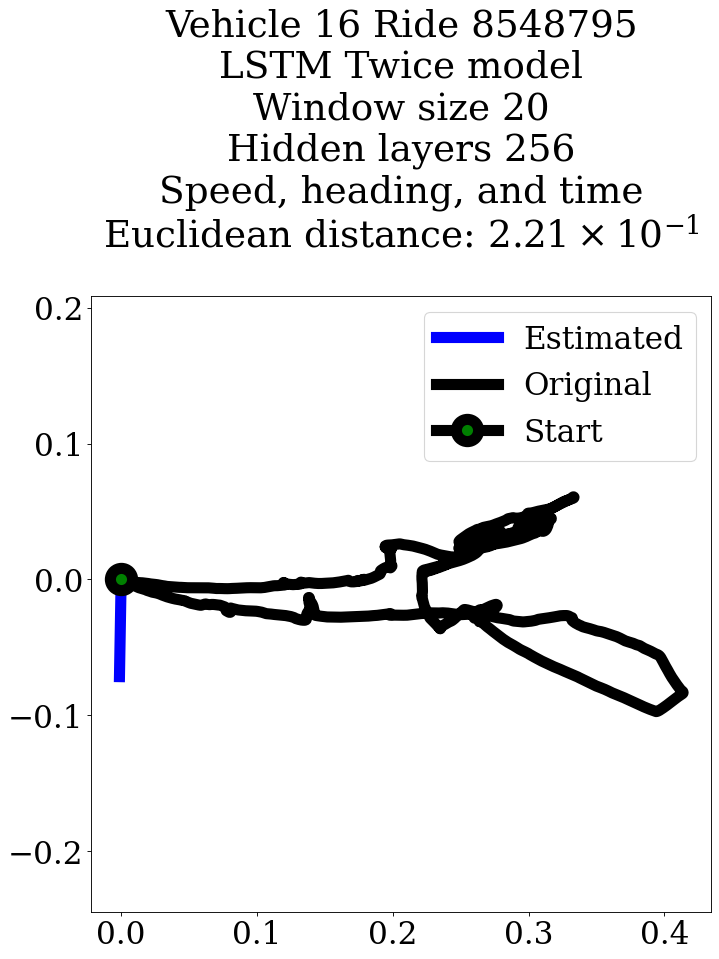 Vehicle 16 Ride 8548795
LSTM Twice model
Window size 20
Hidden layers 256
Speed, heading, and time
Euclidean distance: 2.21 × 10⁻¹
Estimated
Original
Start
0.2
0.1
0.0
−0.1
−0.2
0.0 0.1 0.2 0.3 0.4